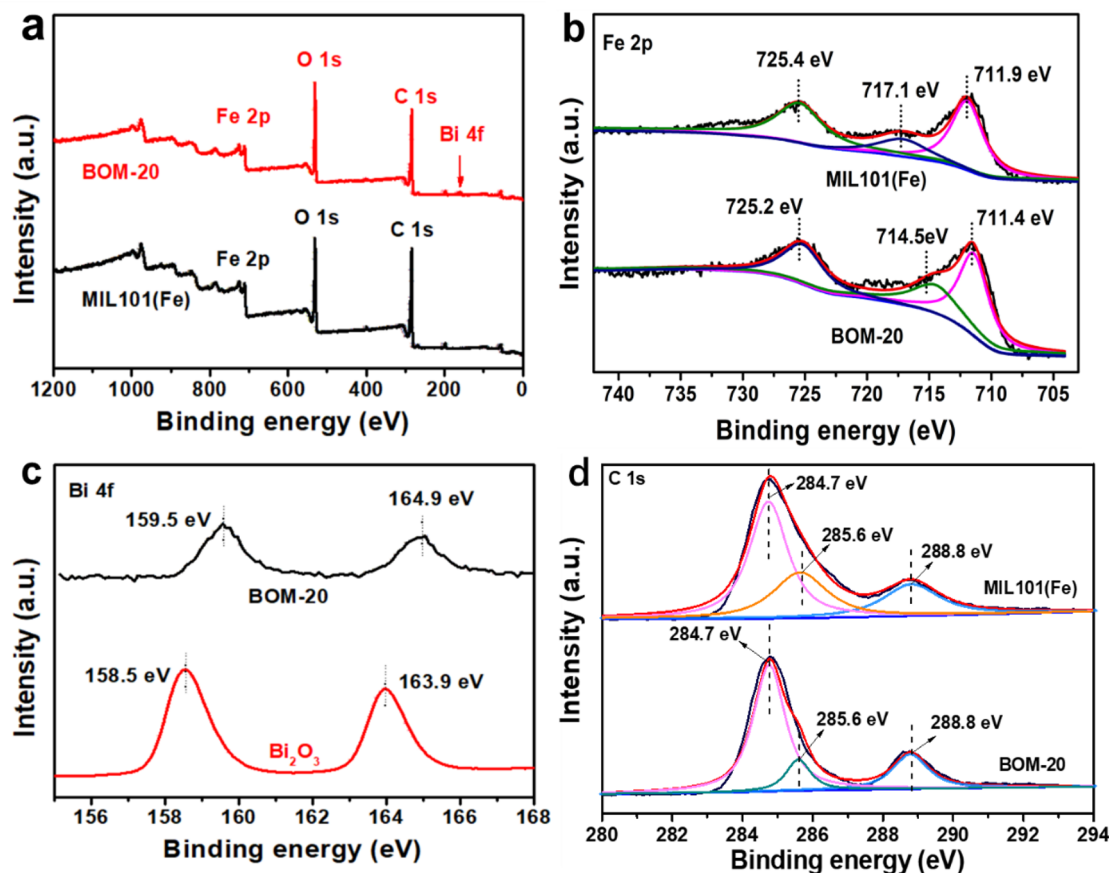 a
O 1s
C 1s
Fe 2p
Bi 4f
BOM-20
O 1s
C 1s
Fe 2p
MIL101(Fe)
Intensity (a.u.)
1200 1000 800 600 400 200 0
Binding energy (eV)
b
Fe 2p
725.4 eV
717.1 eV
711.9 eV
MIL101(Fe)
725.2 eV
714.5eV
711.4 eV
BOM-20
Intensity (a.u.)
740 735 730 725 720 715 710 705
Binding energy (eV)
c
Bi 4f
159.5 eV
164.9 eV
BOM-20
158.5 eV
163.9 eV
Bi₂O₃
Intensity (a.u.)
156 158 160 162 164 166 168
Binding energy (eV)
d
C 1s
284.7 eV
285.6 eV
288.8 eV
MIL101(Fe)
284.7 eV
285.6 eV
288.8 eV
BOM-20
Intensity (a.u.)
280 282 284 286 288 290 292 294
Binding energy (eV)